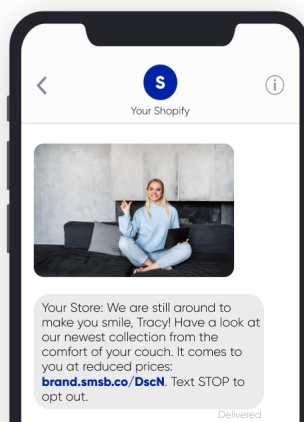 S
Your Shopify
Your Store: We are still around to
make you smile, Tracy! Have a look at
our newest collection from the
comfort of your couch. It comes to
you at reduced prices:
brand.smsb.co/DscN. Text STOP to
opt out.
Delivered